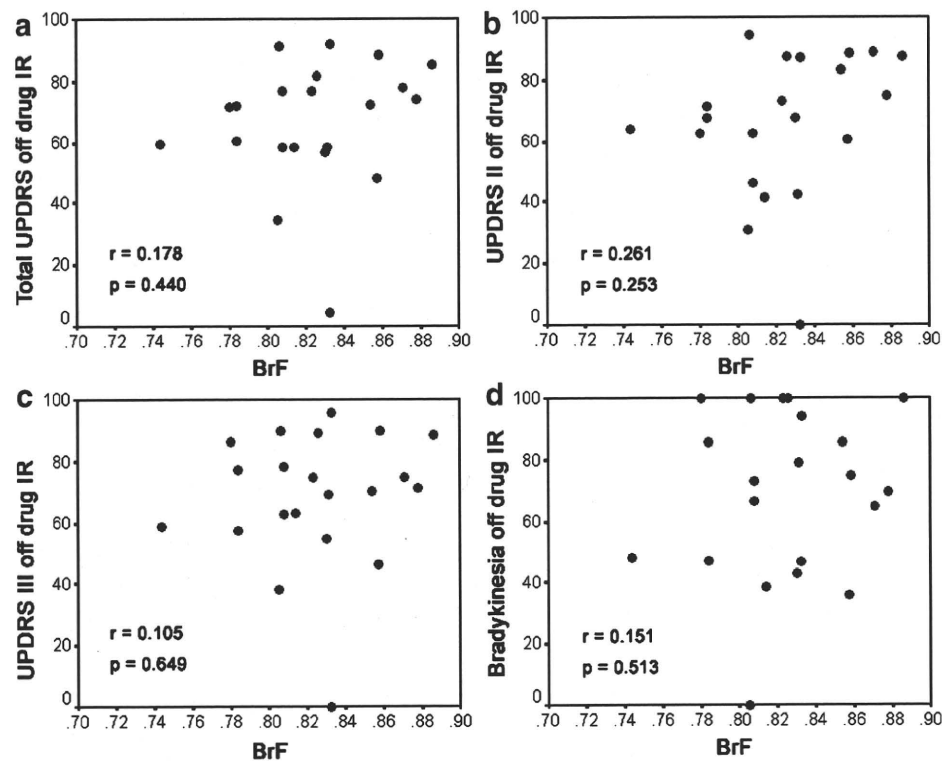 a
Total UPDRS off drug IR
100
80
60
40
20
0
r = 0.178
p = 0.440
.70 .72 .74 .76 .78 .80 .82 .84 .86 .88 .90
BrF
b
UPDRS II off drug IR
100
80
60
40
20
0
r = 0.261
p = 0.253
.70 .72 .74 .76 .78 .80 .82 .84 .86 .88 .90
BrF
c
UPDRS III off drug IR
100
80
60
40
20
0
r = 0.105
p = 0.649
.70 .72 .74 .76 .78 .80 .82 .84 .86 .88 .90
BrF
d
Bradykinesia off drug IR
100
80
60
40
20
0
r = 0.151
p = 0.513
.70 .72 .74 .76 .78 .80 .82 .84 .86 .88 .90
BrF